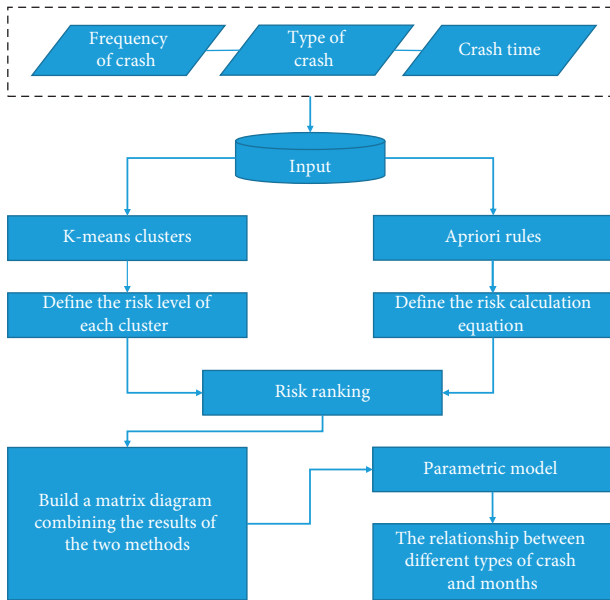 Frequency
of crash
Type of
crash
Crash time
Input
K-means clusters
Apriori rules
Define the risk level of
each cluster
Define the risk calculation
equation
Risk ranking
Build a matrix diagram
combining the results of
the two methods
Parametric model
The relationship between
different types of crash
and months